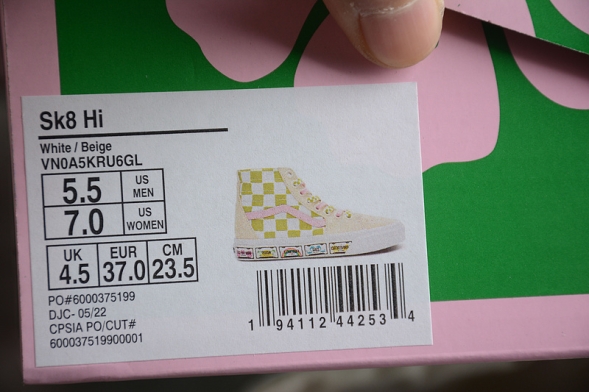 Sk8 Hi
White / Beige
VN0A5KRU6GL
5.5 US MEN
7.0 US WOMEN
UK EUR CM
4.5 37.0 23.5
PO#6000375199
DJC- 05/22
CPSIA PO/CUT#
600037519900001
1 94112 44253 4